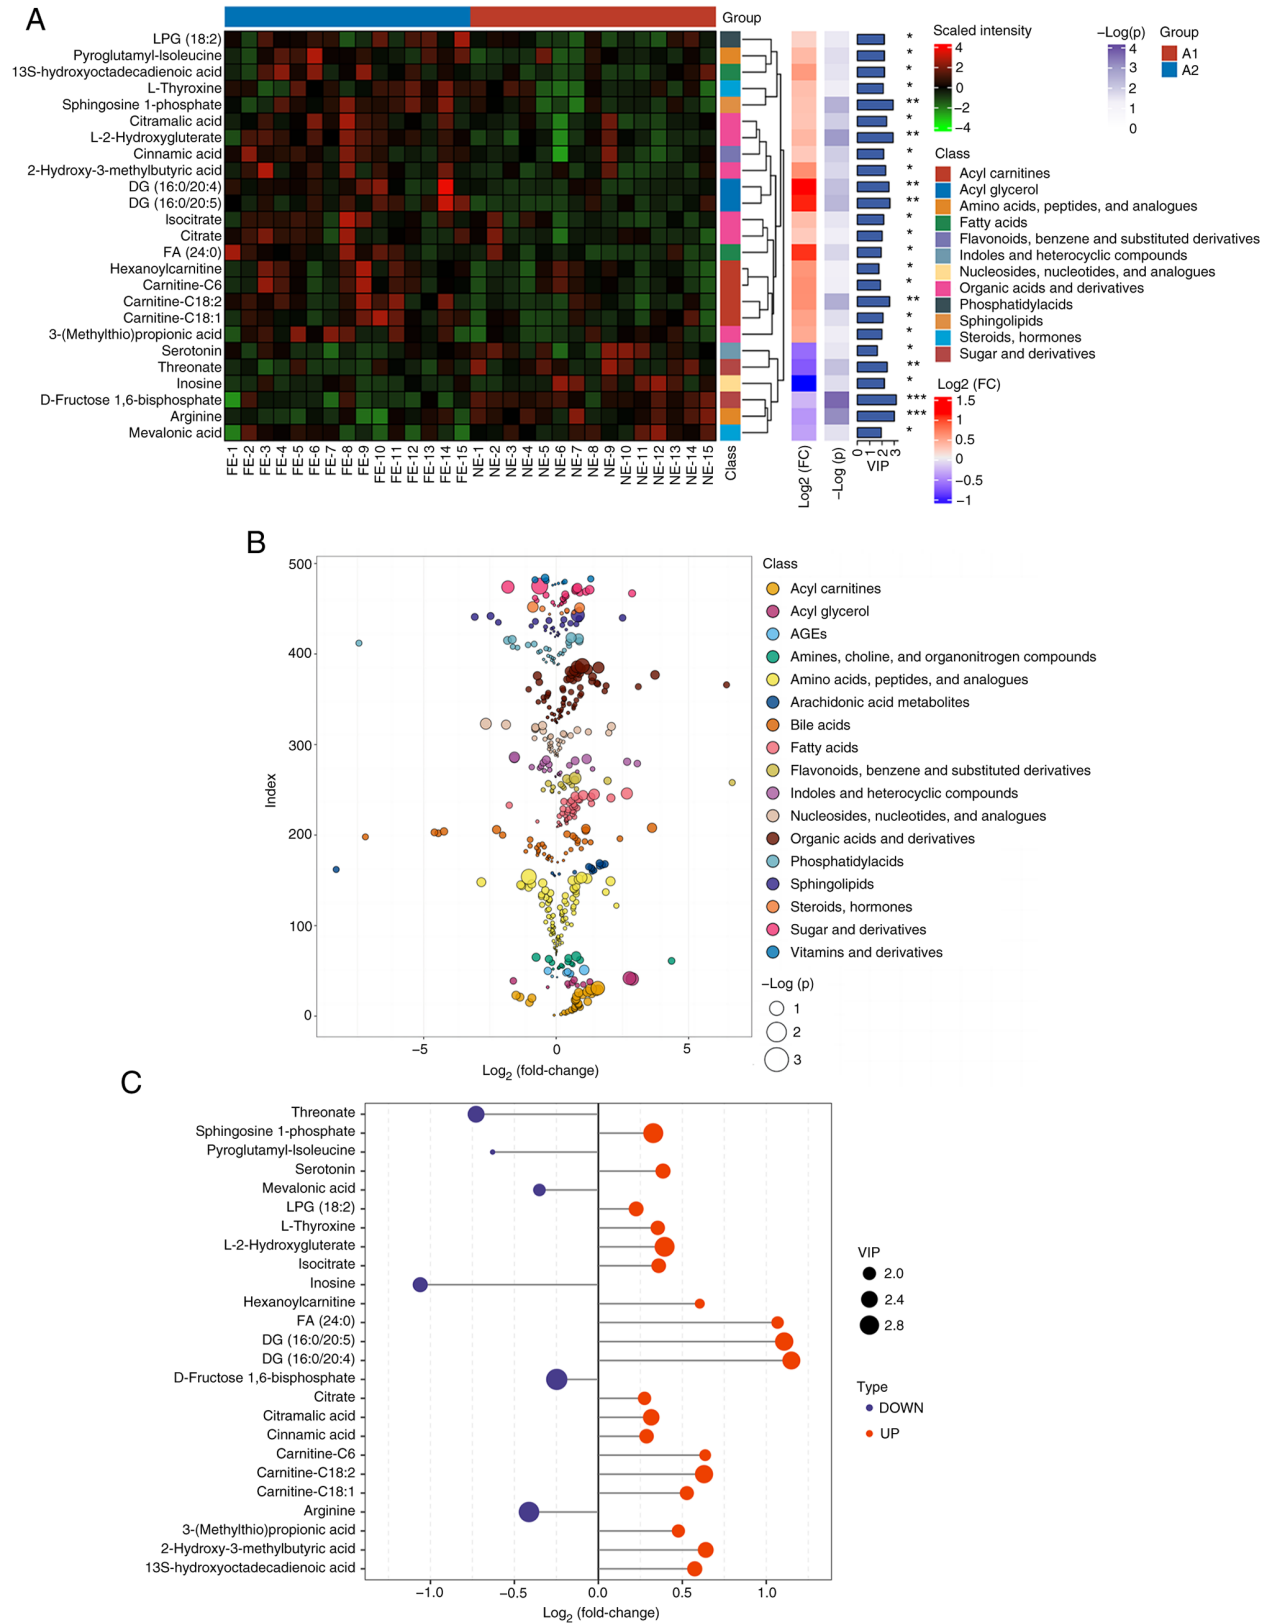 A
Group
LPG (18:2)
Pyroglutamyl-Isoleucine
13S-hydroxyoctadecadienoic acid
L-Thyroxine
Sphingosine 1-phosphate
Citramalic acid
L-2-Hydroxygluterate
Cinnamic acid
2-Hydroxy-3-methylbutyric acid
DG (16:0/20:4)
DG (16:0/20:5)
Isocitrate
Citrate
FA (24:0)
Hexanoylcarnitine
Carnitine-C6
Carnitine-C18:2
Carnitine-C18:1
3-(Methylthio)propionic acid
Serotonin
Threonate
Inosine
D-Fructose 1,6-bisphosphate
Arginine
Mevalonic acid
*
*
*
*
**
*
**
*
*
**
**
*
*
*
*
*
**
*
*
*
**
*
***
***
*
FE-1
FE-2
FE-3
FE-4
FE-5
FE-6
FE-7
FE-8
FE-9
FE-10
FE-11
FE-12
FE-13
FE-14
FE-15
NE-1
NE-2
NE-3
NE-4
NE-5
NE-6
NE-7
NE-8
NE-9
NE-10
NE-11
NE-12
NE-13
NE-14
NE-15
Class
Log2 (FC)
−Log (p)
0
1
2
3
VIP
Scaled intensity
4
2
0
−2
−4
−Log(p)
4
3
2
1
0
Group
A1
A2
Class
Acyl carnitines
Acyl glycerol
Amino acids, peptides, and analogues
Fatty acids
Flavonoids, benzene and substituted derivatives
Indoles and heterocyclic compounds
Nucleosides, nucleotides, and analogues
Organic acids and derivatives
Phosphatidylacids
Sphingolipids
Steroids, hormones
Sugar and derivatives
Log2 (FC)
1.5
1.0
0.5
0
−0.5
−1
B
500
400
300
200
100
0
Index
−5
0
5
Log2 (fold-change)
Class
Acyl carnitines
Acyl glycerol
AGEs
Amines, choline, and organonitrogen compounds
Amino acids, peptides, and analogues
Arachidonic acid metabolites
Bile acids
Fatty acids
Flavonoids, benzene and substituted derivatives
Indoles and heterocyclic compounds
Nucleosides, nucleotides, and analogues
Organic acids and derivatives
Phosphatidylacids
Sphingolipids
Steroids, hormones
Sugar and derivatives
Vitamins and derivatives
−Log (p)
1
2
3
C
Threonate
Sphingosine 1-phosphate
Pyroglutamyl-Isoleucine
Serotonin
Mevalonic acid
LPG (18:2)
L-Thyroxine
L-2-Hydroxygluterate
Isocitrate
Inosine
Hexanoylcarnitine
FA (24:0)
DG (16:0/20:5)
DG (16:0/20:4)
D-Fructose 1,6-bisphosphate
Citrate
Citramalic acid
Cinnamic acid
Carnitine-C6
Carnitine-C18:2
Carnitine-C18:1
Arginine
3-(Methylthio)propionic acid
2-Hydroxy-3-methylbutyric acid
13S-hydroxyoctadecadienoic acid
−1.0
−0.5
0.0
0.5
1.0
Log2 (fold-change)
VIP
2.0
2.4
2.8
Type
DOWN
UP